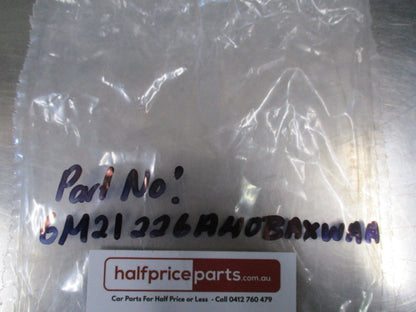 Part No:
6M21226A40BAXWAA
halfpriceparts.com.au
Car Parts For Half Price or Less - Call 0412 760 479